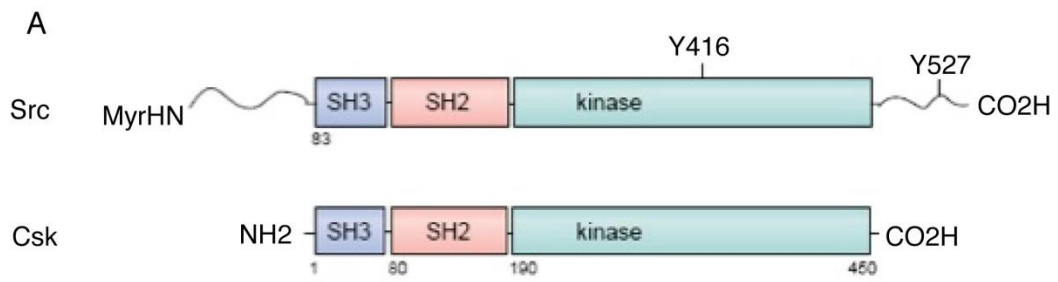 A
Y416
Y527
Src MyrHN SH3 SH2 kinase CO2H
83
Csk NH2 SH3 SH2 kinase CO2H
1 80 190 450